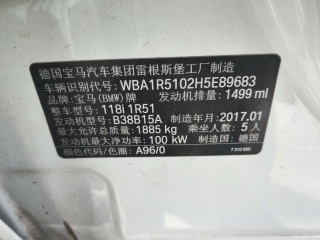 德国宝马汽车集团雷根斯堡工厂制造
车辆识别代号: WBA1R5102H5E89683
品牌: 宝马(BMW)牌 发动机排量: 1499 ml
型号: 118i 1R51
发动机型号: B38B15A 制造年月: 2017.01
最大允许总质量: 1885 kg 乘坐人数: 5 人
发动机最大净功率: 100 kW 制造国: 德国
车身颜色代号: A96/0